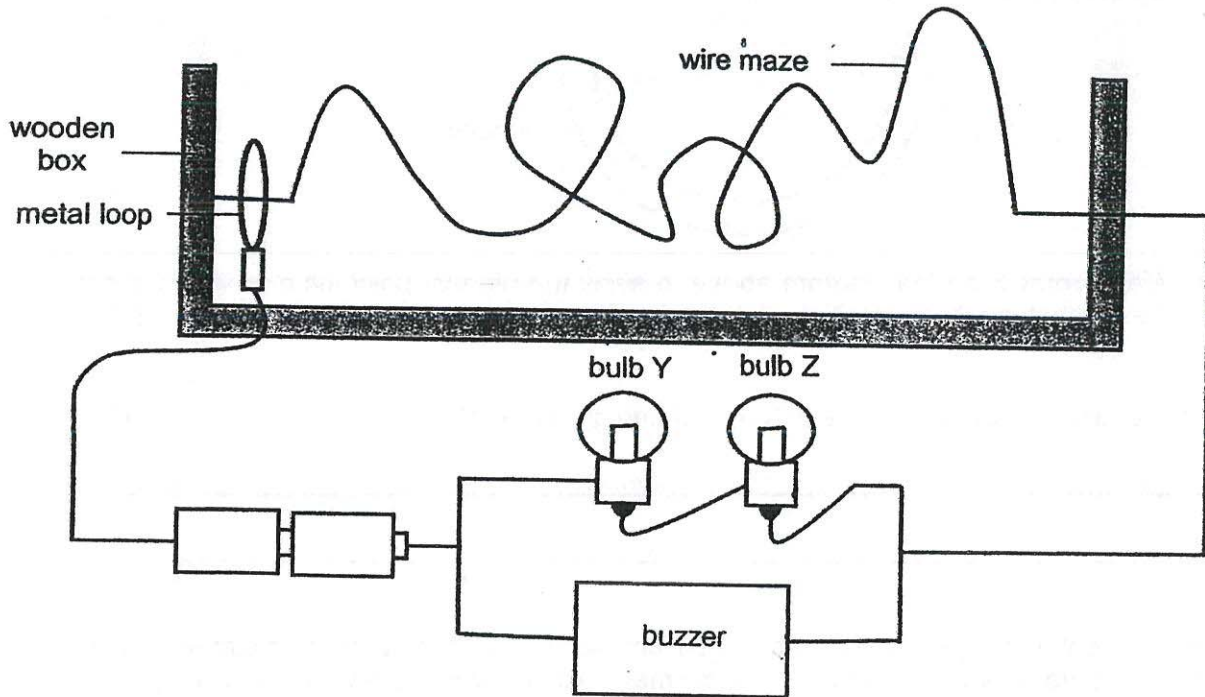 wire maze
wooden
box
metal loop
bulb Y
bulb Z
buzzer